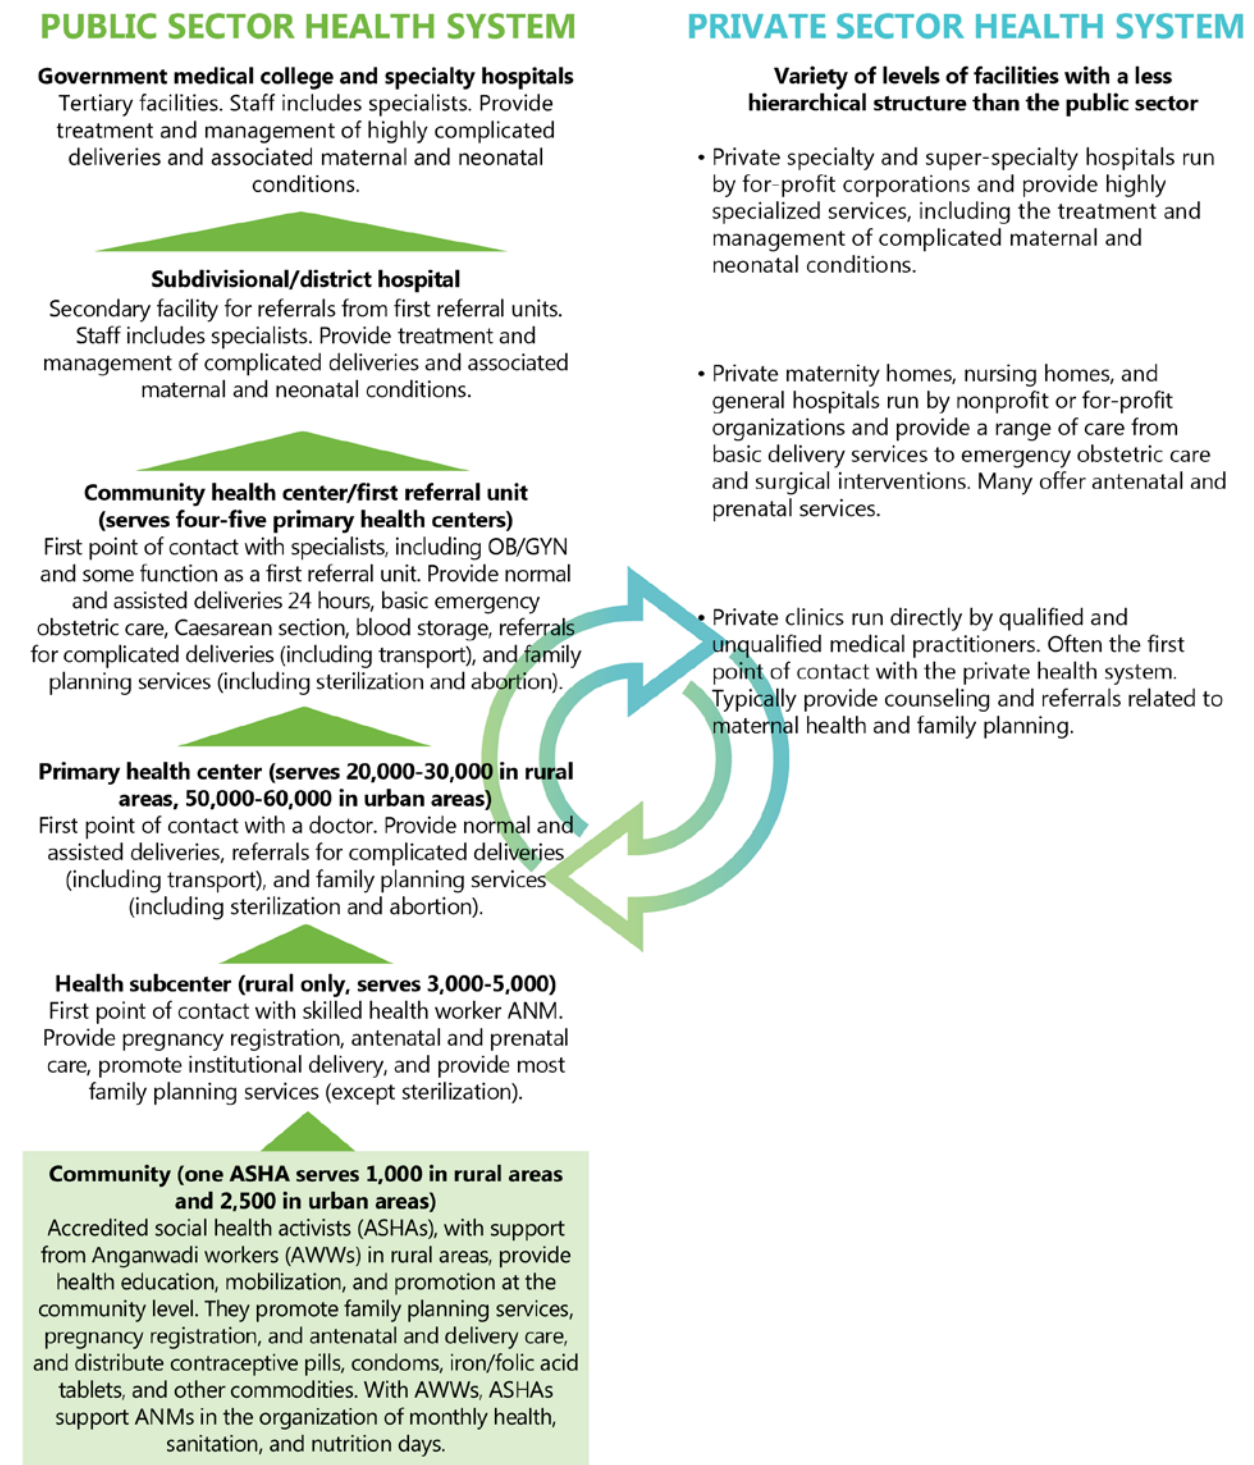 PUBLIC SECTOR HEALTH SYSTEM
Government medical college and specialty hospitals
Tertiary facilities. Staff includes specialists. Provide
treatment and management of highly complicated
deliveries and associated maternal and neonatal
conditions.
Subdivisional/district hospital
Secondary facility for referrals from first referral units.
Staff includes specialists. Provide treatment and
management of complicated deliveries and associated
maternal and neonatal conditions.
Community health center/first referral unit
(serves four-five primary health centers)
First point of contact with specialists, including OB/GYN
and some function as a first referral unit. Provide normal
and assisted deliveries 24 hours, basic emergency
obstetric care, Caesarean section, blood storage, referrals
for complicated deliveries (including transport), and family
planning services (including sterilization and abortion).
Primary health center (serves 20,000-30,000 in rural
areas, 50,000-60,000 in urban areas)
First point of contact with a doctor. Provide normal and
assisted deliveries, referrals for complicated deliveries
(including transport), and family planning services
(including sterilization and abortion).
Health subcenter (rural only, serves 3,000-5,000)
First point of contact with skilled health worker ANM.
Provide pregnancy registration, antenatal and prenatal
care, promote institutional delivery, and provide most
family planning services (except sterilization).
Community (one ASHA serves 1,000 in rural areas
and 2,500 in urban areas)
Accredited social health activists (ASHAs), with support
from Anganwadi workers (AWWs) in rural areas, provide
health education, mobilization, and promotion at the
community level. They promote family planning services,
pregnancy registration, and antenatal and delivery care,
and distribute contraceptive pills, condoms, iron/folic acid
tablets, and other commodities. With AWWs, ASHAs
support ANMs in the organization of monthly health,
sanitation, and nutrition days.
PRIVATE SECTOR HEALTH SYSTEM
Variety of levels of facilities with a less
hierarchical structure than the public sector
• Private specialty and super-specialty hospitals run
by for-profit corporations and provide highly
specialized services, including the treatment and
management of complicated maternal and
neonatal conditions.
• Private maternity homes, nursing homes, and
general hospitals run by nonprofit or for-profit
organizations and provide a range of care from
basic delivery services to emergency obstetric care
and surgical interventions. Many offer antenatal and
prenatal services.
• Private clinics run directly by qualified and
unqualified medical practitioners. Often the first
point of contact with the private health system.
Typically provide counseling and referrals related to
maternal health and family planning.